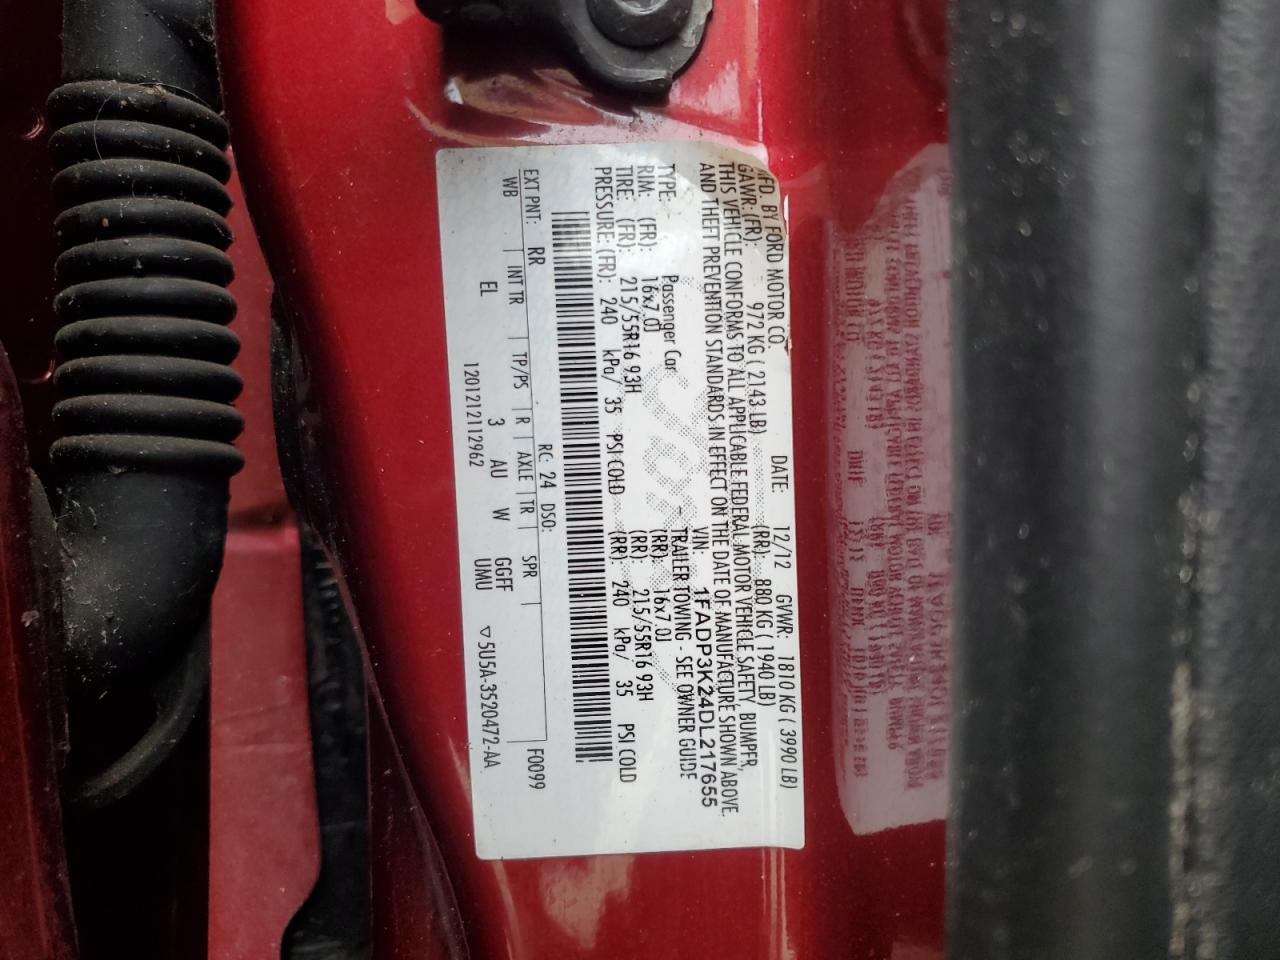 MFD. BY FORD MOTOR CO. DATE: 12/12 GVWR: 1810 KG ( 3990 LB)
GAWR: (FR): 972 KG ( 2143 LB) (RR): 880 KG ( 1940 LB)
THIS VEHICLE CONFORMS TO ALL APPLICABLE FEDERAL MOTOR VEHICLE SAFETY, BUMPER,
AND THEFT PREVENTION STANDARDS IN EFFECT ON THE DATE OF MANUFACTURE SHOWN ABOVE.
VIN: 1FADP3K24DL217655
TYPE: Passenger Car - TRAILER TOWING - SEE OWNER GUIDE
RIM: (FR): 16x7.0J (RR): 16x7.0J
TIRE: (FR): 215/55R16 93H (RR): 215/55R16 93H
PRESSURE: (FR): 240 kPa/ 35 PSI COLD (RR): 240 kPa/ 35 PSI COLD
RC: 24 DSO: F0099
EXT PNT: RR
WB INT TR TP/PS R AXLE TR SPR
EL 3 AU W GGFF
UMU
120121211 2962 ▽5U5A-3520472-AA